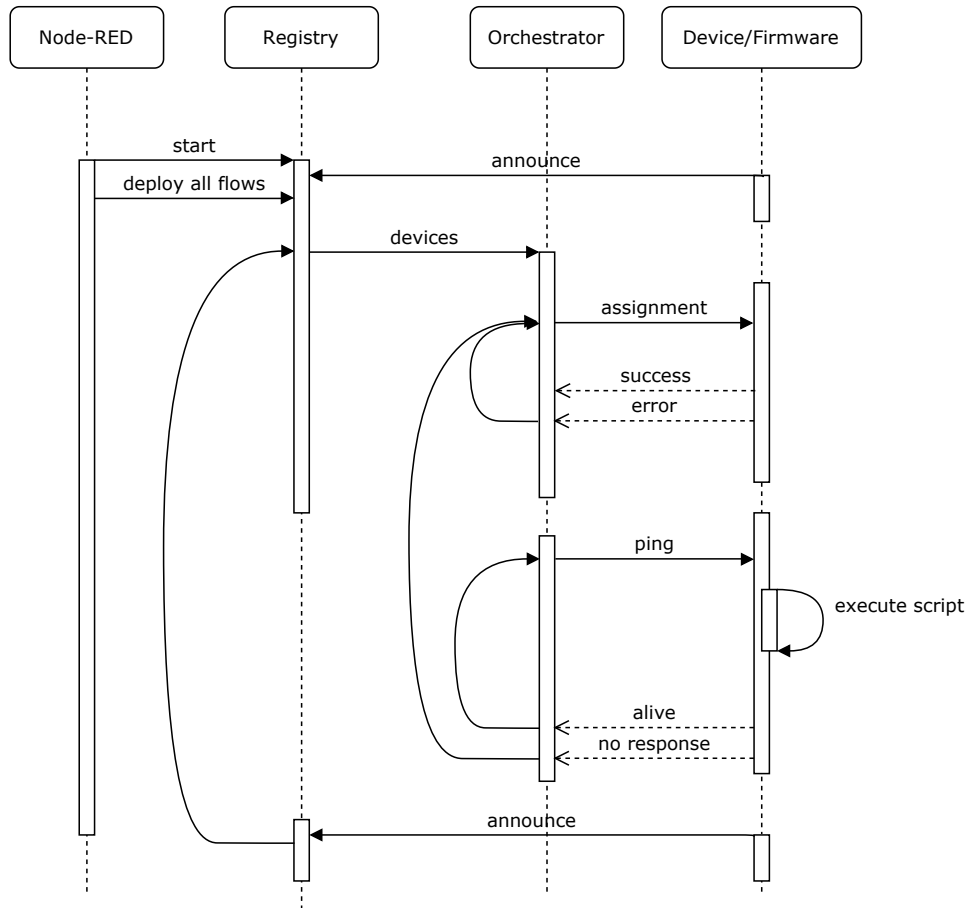 Node-RED
Registry
Orchestrator
Device/Firmware
start
announce
deploy all flows
devices
assignment
success
error
ping
execute script
alive
no response
announce